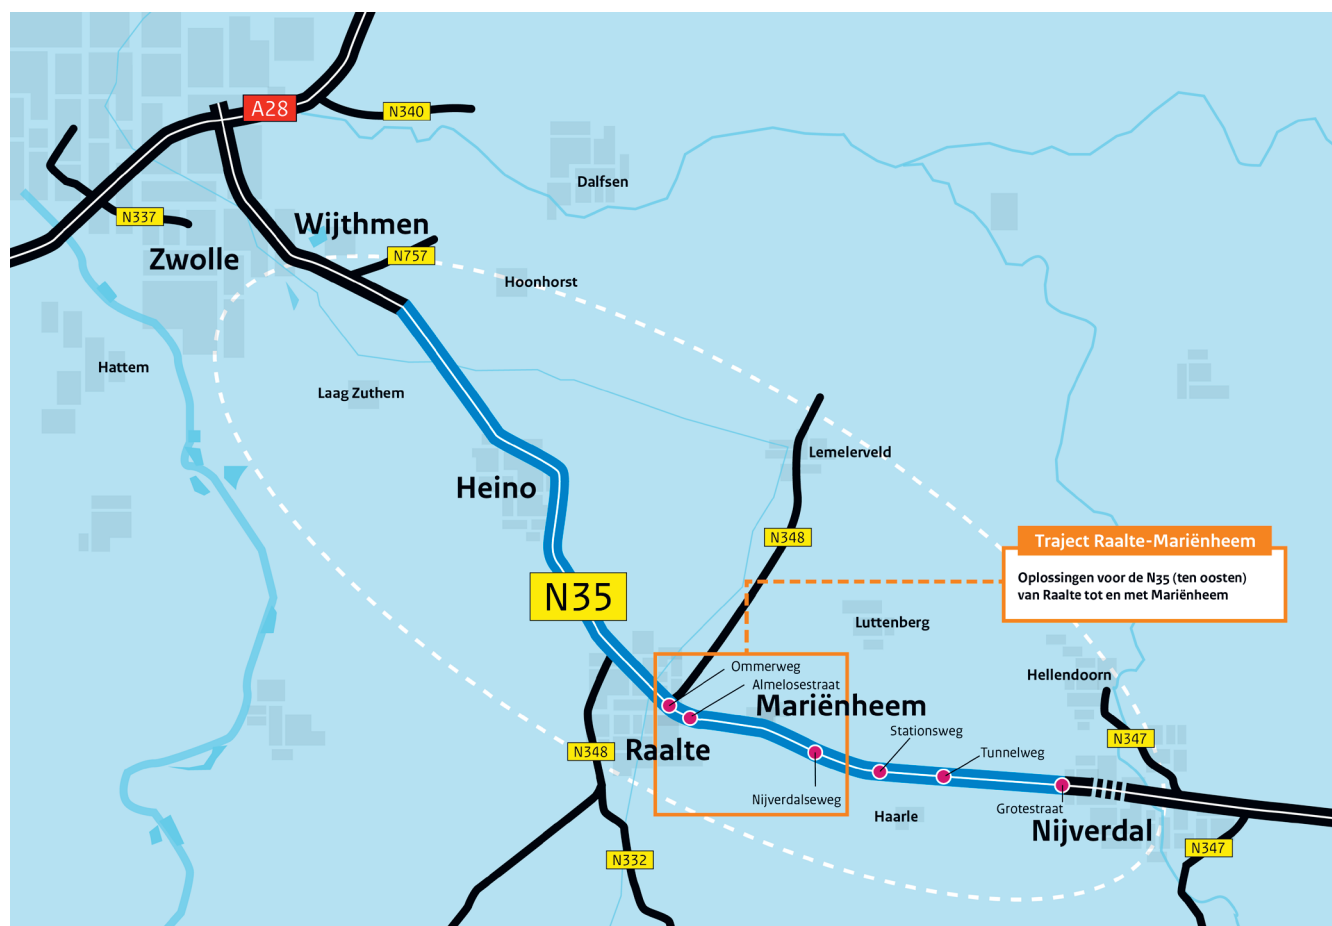 A28
N340
Dalfsen
N337
Wijthmen
Zwolle
N757
Hoonhorst
Hattem
Laag Zuthem
Lemelerveld
Heino
N348
Traject Raalte-Mariënheem
Oplossingen voor de N35 (ten oosten)
van Raalte tot en met Mariënheem
N35
Luttenberg
Ommerweg
Hellendoorn
Almelosestraat
Mariënheem
Stationsweg
N347
Raalte
N348
Tunnelweg
Nijverdalseweg
Grotestraat
Haarle
Nijverdal
N347
N332